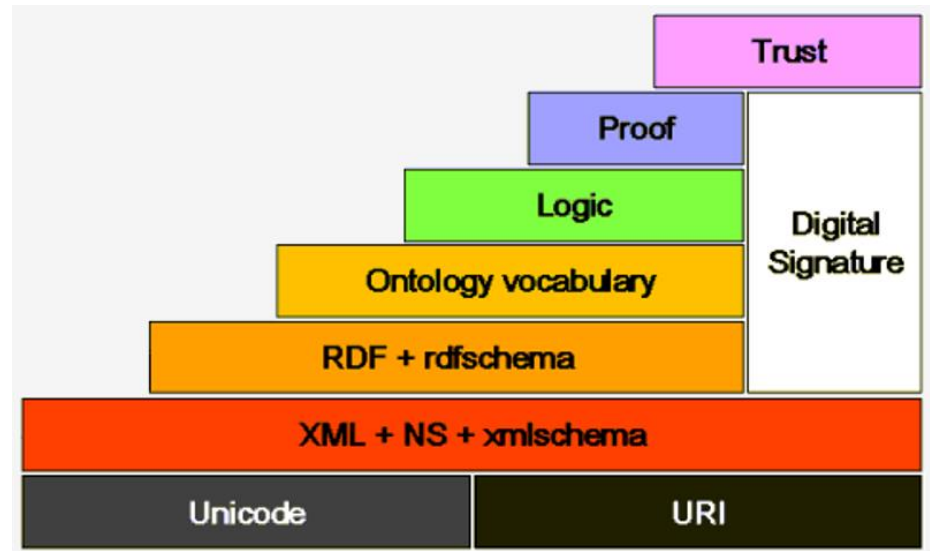 Trust
Proof
Logic
Digital
Signature
Ontology vocabulary
RDF + rdfschema
XML + NS + xmlschema
Unicode
URI